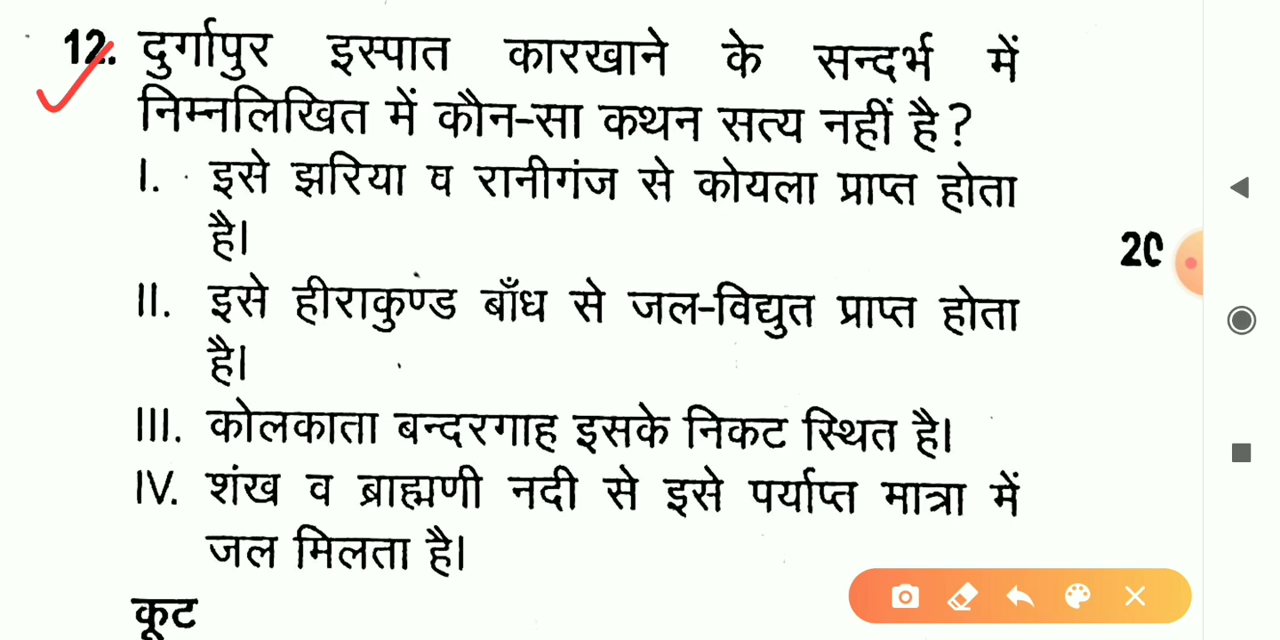 12. दुर्गापुर इस्पात कारखाने के सन्दर्भ में
निम्नलिखित में कौन-सा कथन सत्य नहीं है?
I. इसे झरिया व रानीगंज से कोयला प्राप्त होता
है।
II. इसे हीराकुण्ड बाँध से जल-विद्युत प्राप्त होता
है।
III. कोलकाता बन्दरगाह इसके निकट स्थित है।
IV. शंख व ब्राह्मणी नदी से इसे पर्याप्त मात्रा में
जल मिलता है।
कूट
20